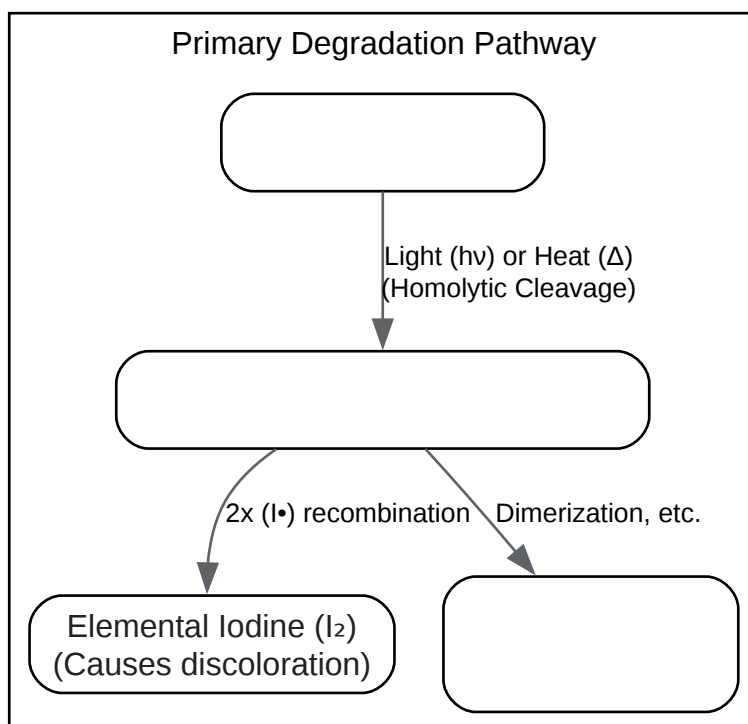 Primary Degradation Pathway
Light (hν) or Heat (Δ)
(Homolytic Cleavage)
2x (I•) recombination
Dimerization, etc.
Elemental Iodine (I₂)
(Causes discoloration)